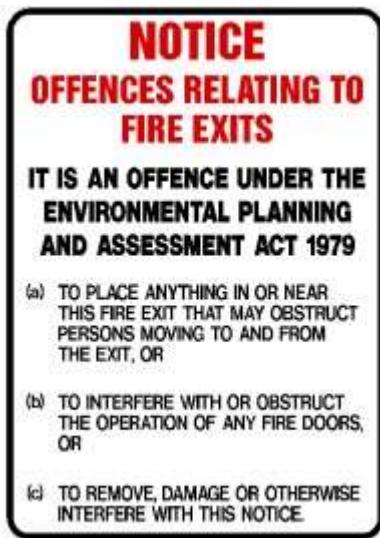 NOTICE
OFFENCES RELATING TO
FIRE EXITS
IT IS AN OFFENCE UNDER THE
ENVIRONMENTAL PLANNING
AND ASSESSMENT ACT 1979
(a) TO PLACE ANYTHING IN OR NEAR
THIS FIRE EXIT THAT MAY OBSTRUCT
PERSONS MOVING TO AND FROM
THE EXIT, OR
(b) TO INTERFERE WITH OR OBSTRUCT
THE OPERATION OF ANY FIRE DOORS,
OR
(c) TO REMOVE, DAMAGE OR OTHERWISE
INTERFERE WITH THIS NOTICE.